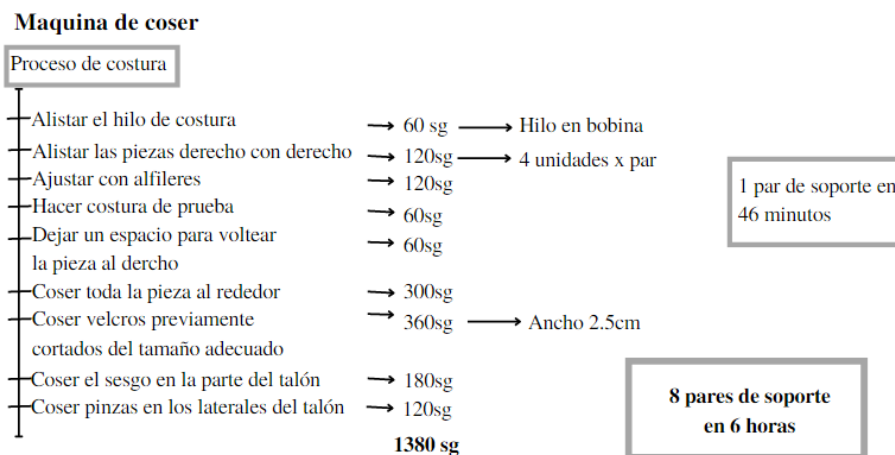 Maquina de coser
Proceso de costura
Alistar el hilo de costura 60 sg Hilo en bobina
Alistar las piezas derecho con derecho 120sg 4 unidades x par
Ajustar con alfileres 120sg
Hacer costura de prueba 60sg
Dejar un espacio para voltear 60sg
la pieza al dercho
Coser toda la pieza al rededor 300sg
Coser velcros previamente 360sg Ancho 2.5cm
cortados del tamaño adecuado
Coser el sesgo en la parte del talón 180sg
Coser pinzas en los laterales del talón 120sg
1380 sg
1 par de soporte en
46 minutos
8 pares de soporte
en 6 horas